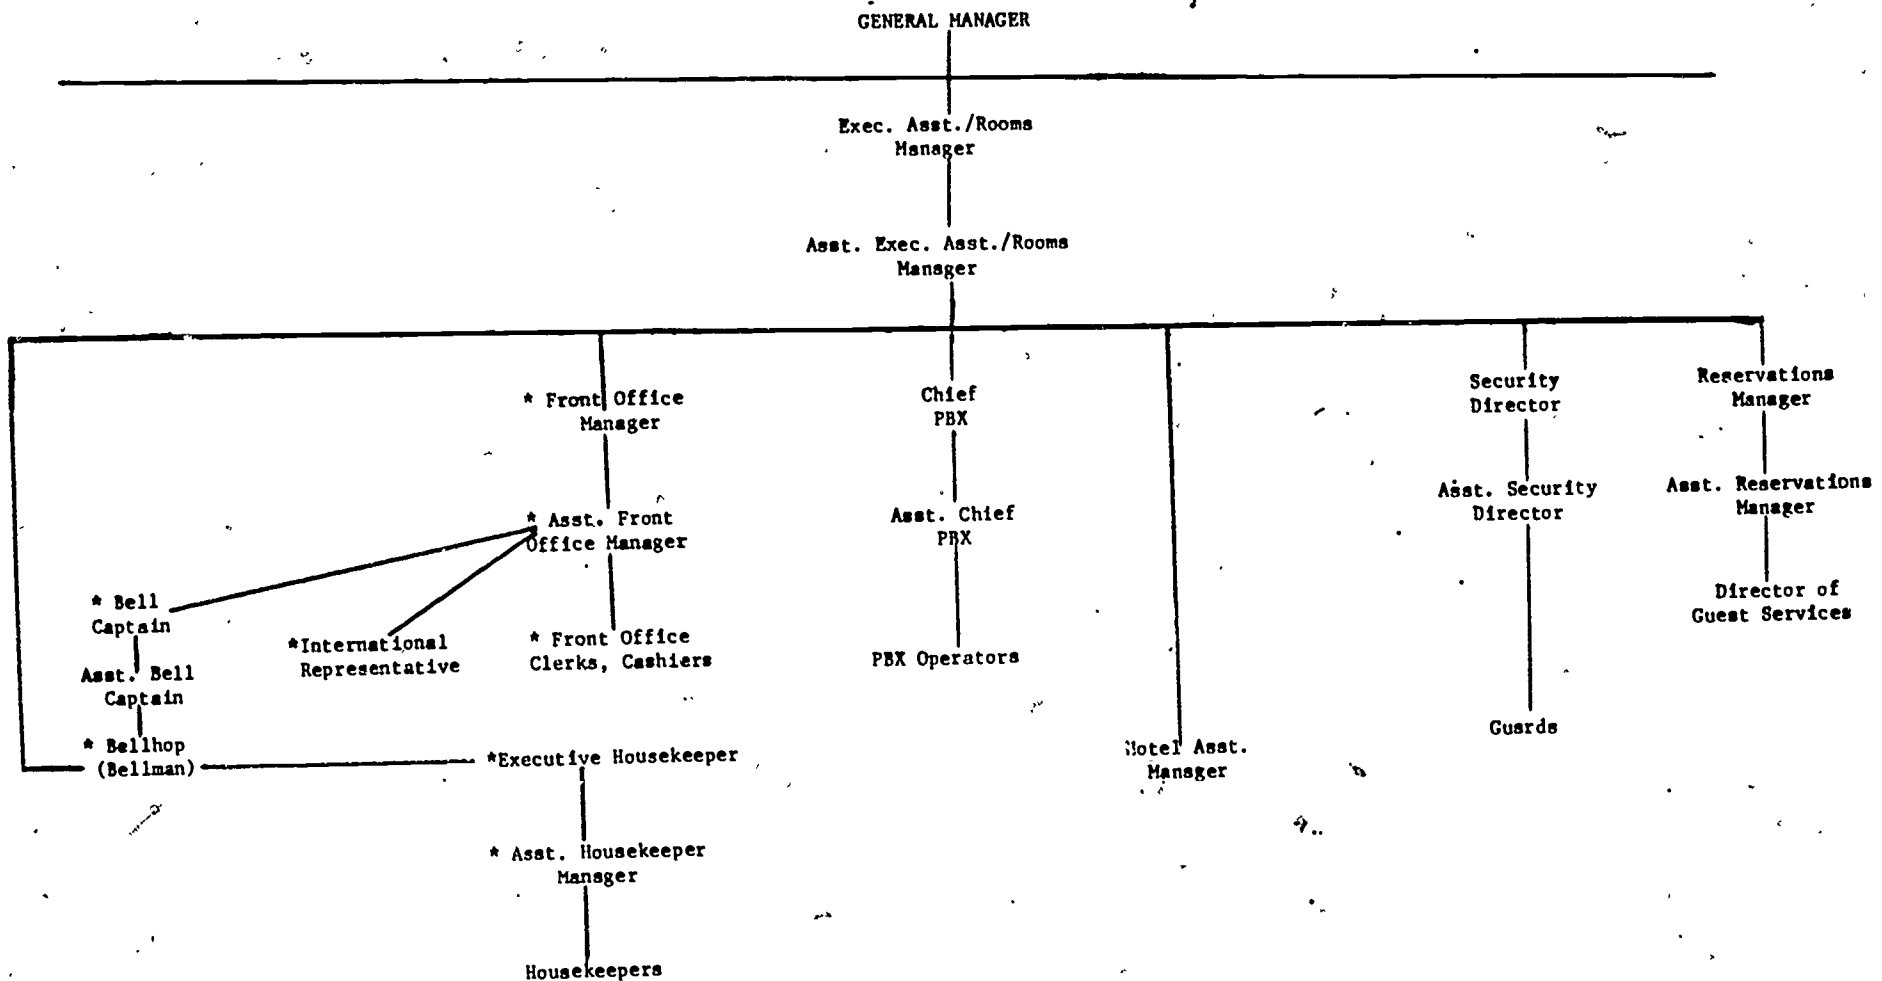 GENERAL MANAGER
Exec. Asst./Rooms
Manager
Asst. Exec. Asst./Rooms
Manager
* Front Office
Manager
Chief
PBX
Security
Director
Reservations
Manager
* Asst. Front
Office Manager
Asst. Chief
PBX
Asst. Security
Director
Asst. Reservations
Manager
* Bell
Captain
*International
Representative
* Front Office
Clerks, Cashiers
PBX Operators
Director of
Guest Services
Asst. Bell
Captain
* Bellhop
(Bellman)
*Executive Housekeeper
Hotel Asst.
Manager
Guards
* Asst. Housekeeper
Manager
Housekeepers